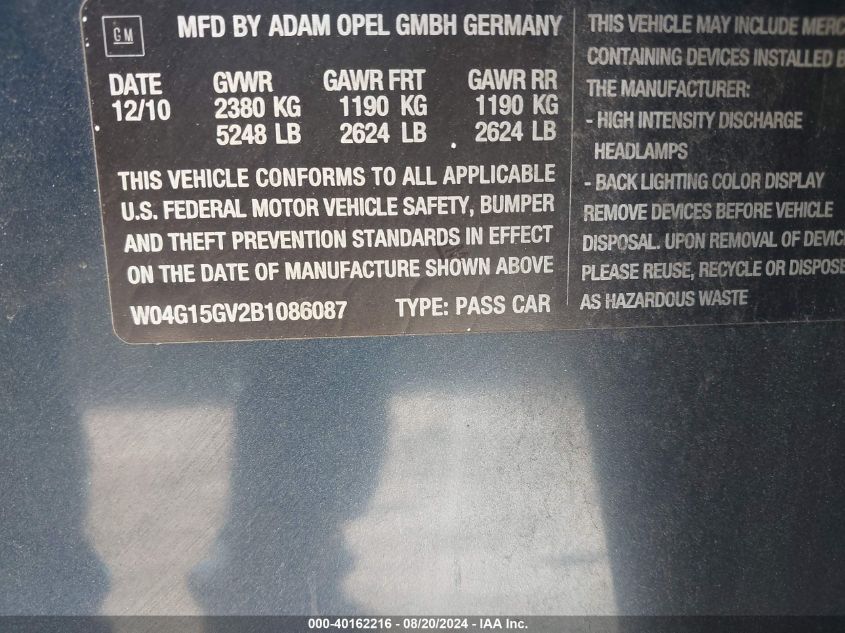 GM
MFD BY ADAM OPEL GMBH GERMANY
DATE GVWR GAWR FRT GAWR RR
12/10 2380 KG 1190 KG 1190 KG
5248 LB 2624 LB 2624 LB
THIS VEHICLE CONFORMS TO ALL APPLICABLE
U.S. FEDERAL MOTOR VEHICLE SAFETY, BUMPER
AND THEFT PREVENTION STANDARDS IN EFFECT
ON THE DATE OF MANUFACTURE SHOWN ABOVE
W04G15GV2B1086087 TYPE: PASS CAR
THIS VEHICLE MAY INCLUDE MERC
CONTAINING DEVICES INSTALLED B
THE MANUFACTURER:
- HIGH INTENSITY DISCHARGE
HEADLAMPS
- BACK LIGHTING COLOR DISPLAY
REMOVE DEVICES BEFORE VEHICLE
DISPOSAL. UPON REMOVAL OF DEVIC
PLEASE REUSE, RECYCLE OR DISPOSE
AS HAZARDOUS WASTE
000-40162216 - 08/20/2024 - IAA Inc.